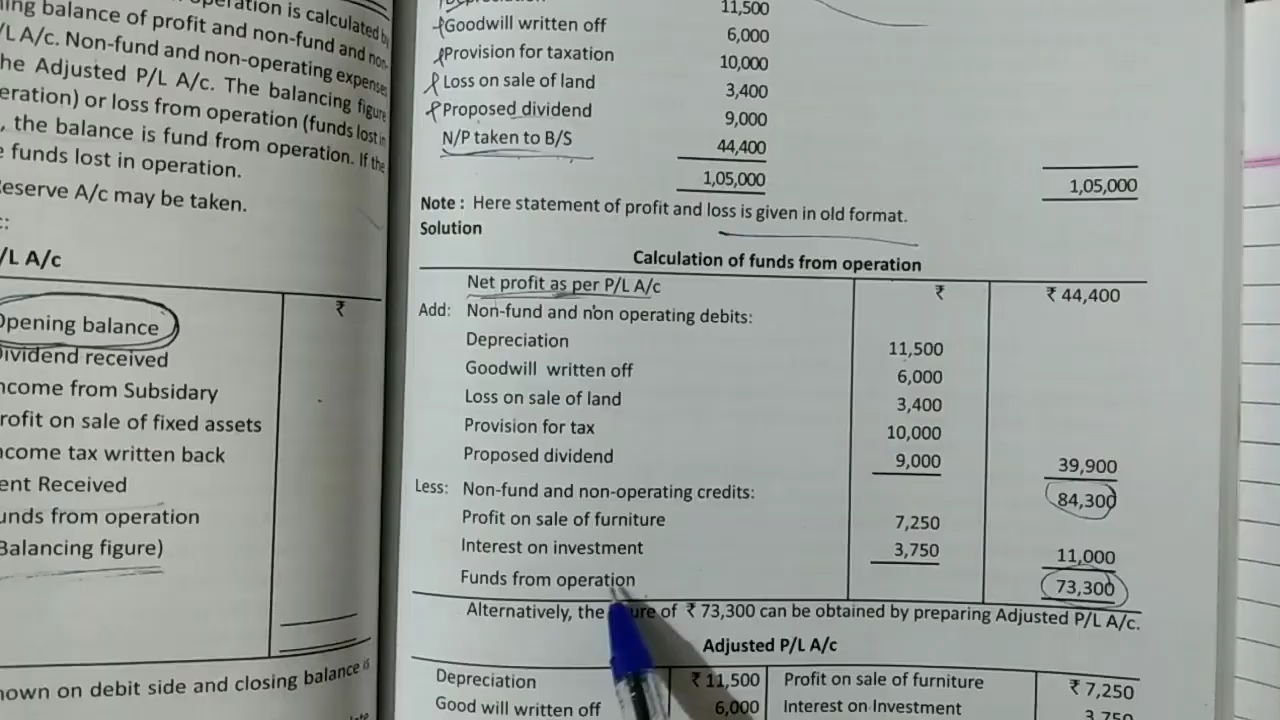 operation is calculated by
ing balance of profit and non-fund and non-
/L A/c. Non-fund and non-operating expenses
he Adjusted P/L A/c. The balancing figure
eration) or loss from operation (funds lost in
, the balance is fund from operation. If the
e funds lost in operation.
Reserve A/c may be taken.
/L A/c
₹
Opening balance
Dividend received
ncome from Subsidary
rofit on sale of fixed assets
ncome tax written back
ent Received
unds from operation
Balancing figure)
hown on debit side and closing balance is
11,500
Goodwill written off 6,000
Provision for taxation 10,000
Loss on sale of land 3,400
Proposed dividend 9,000
N/P taken to B/S 44,400
1,05,000 1,05,000
Note : Here statement of profit and loss is given in old format.
Solution
Calculation of funds from operation
Net profit as per P/L A/c ₹ ₹ 44,400
Add: Non-fund and non operating debits:
Depreciation 11,500
Goodwill written off 6,000
Loss on sale of land 3,400
Provision for tax 10,000
Proposed dividend 9,000 39,900
84,300
Less: Non-fund and non-operating credits:
Profit on sale of furniture 7,250
Interest on investment 3,750 11,000
Funds from operation 73,300
Alternatively, the ure of ₹ 73,300 can be obtained by preparing Adjusted P/L A/c.
Adjusted P/L A/c
Depreciation ₹ 11,500 Profit on sale of furniture ₹ 7,250
Good will written off 6,000 Interest on Investment 3,750